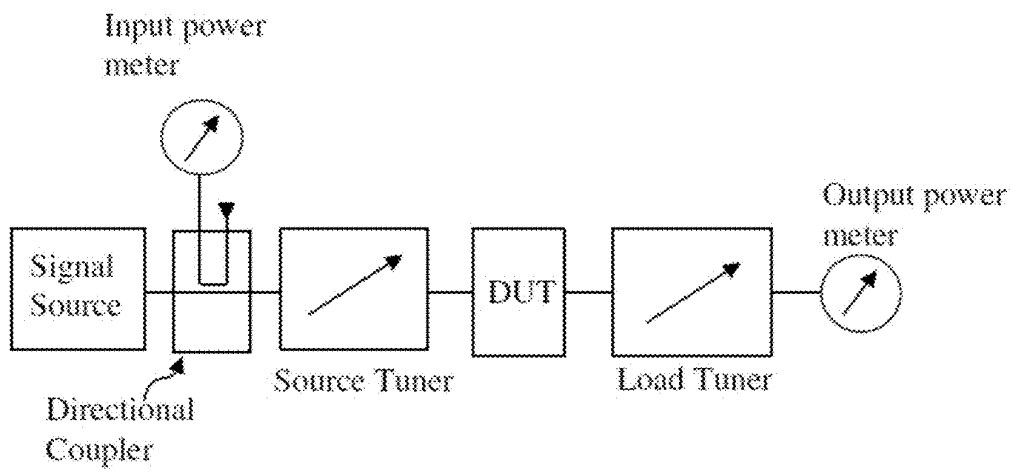 Input power
meter
Output power
meter
Signal
Source
DUT
Source Tuner
Load Tuner
Directional
Coupler